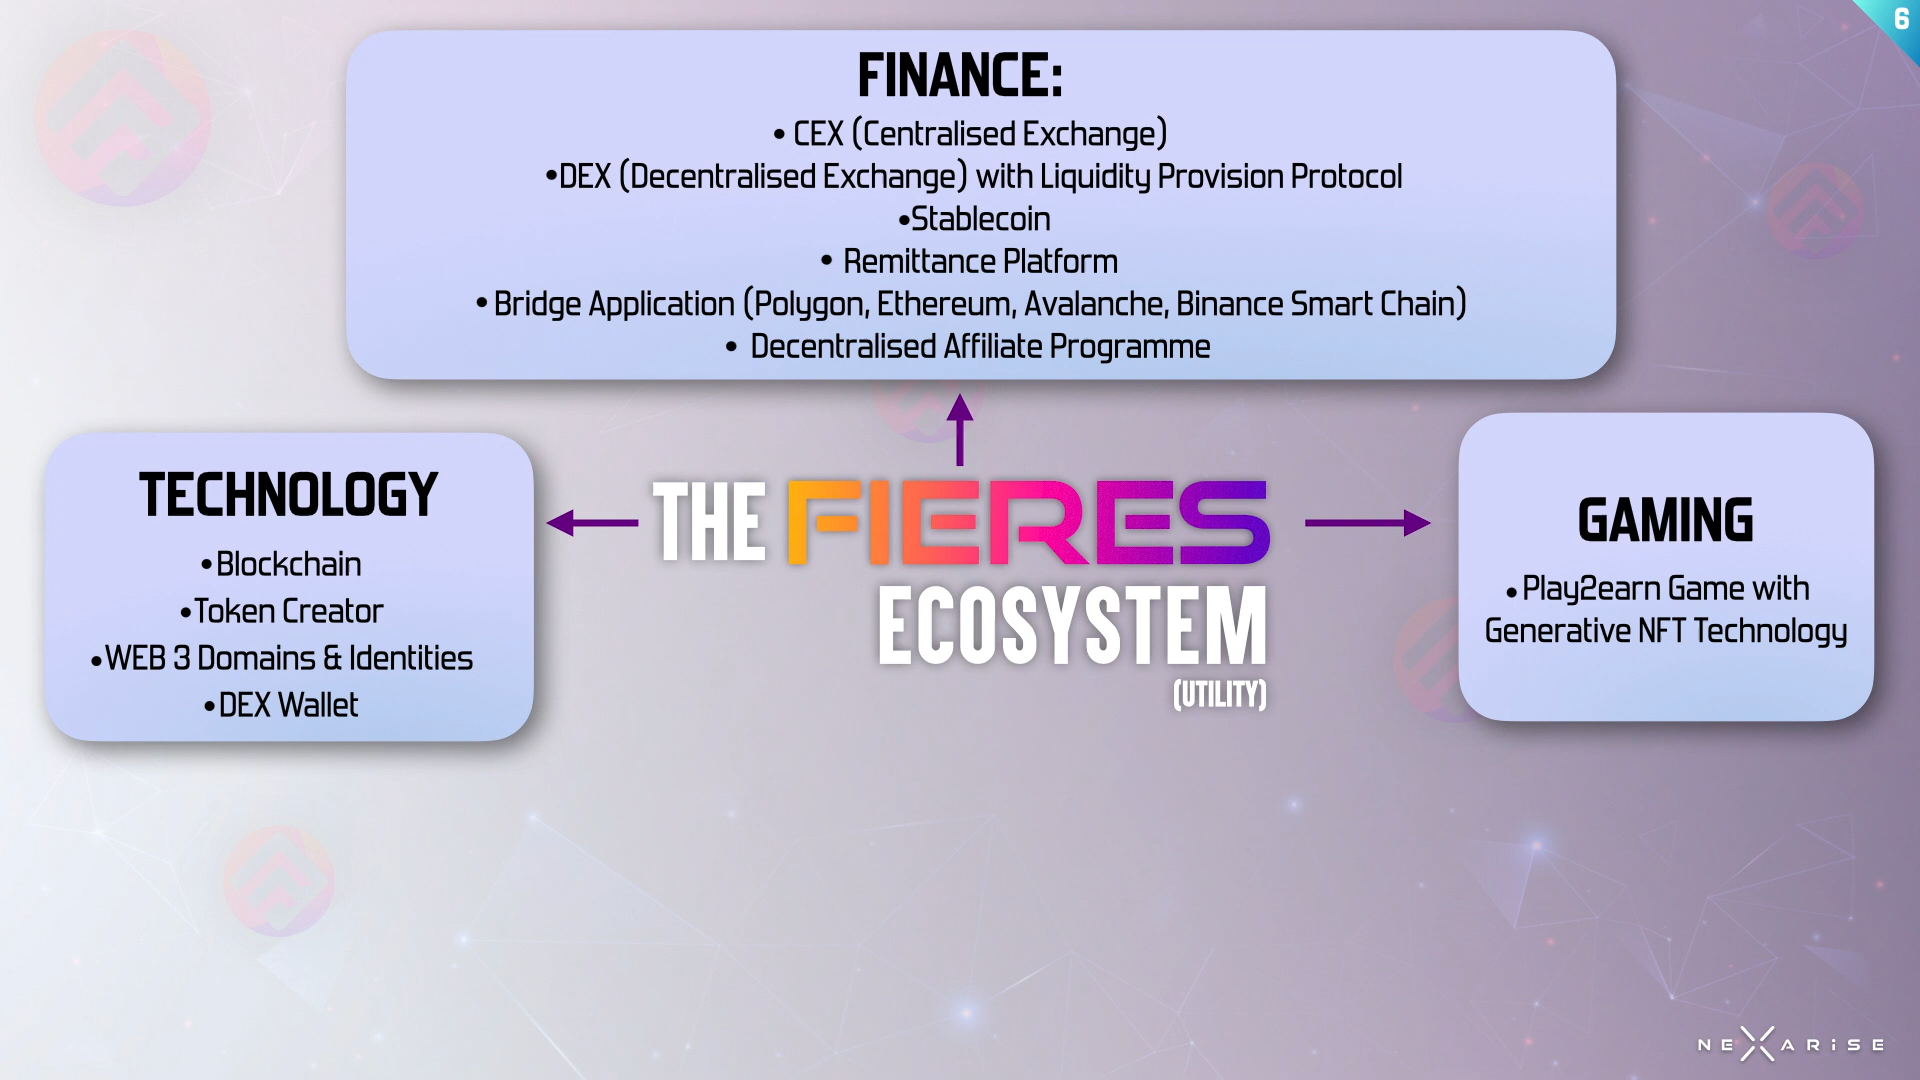 6
FINANCE:
• CEX (Centralised Exchange)
•DEX (Decentralised Exchange) with Liquidity Provision Protocol
•Stablecoin
• Remittance Platform
• Bridge Application (Polygon, Ethereum, Avalanche, Binance Smart Chain)
• Decentralised Affiliate Programme
TECHNOLOGY
•Blockchain
•Token Creator
•WEB 3 Domains & Identities
•DEX Wallet
THE FIERES
ECOSYSTEM
(UTILITY)
GAMING
•Play2earn Game with
Generative NFT Technology
NEXARiSE